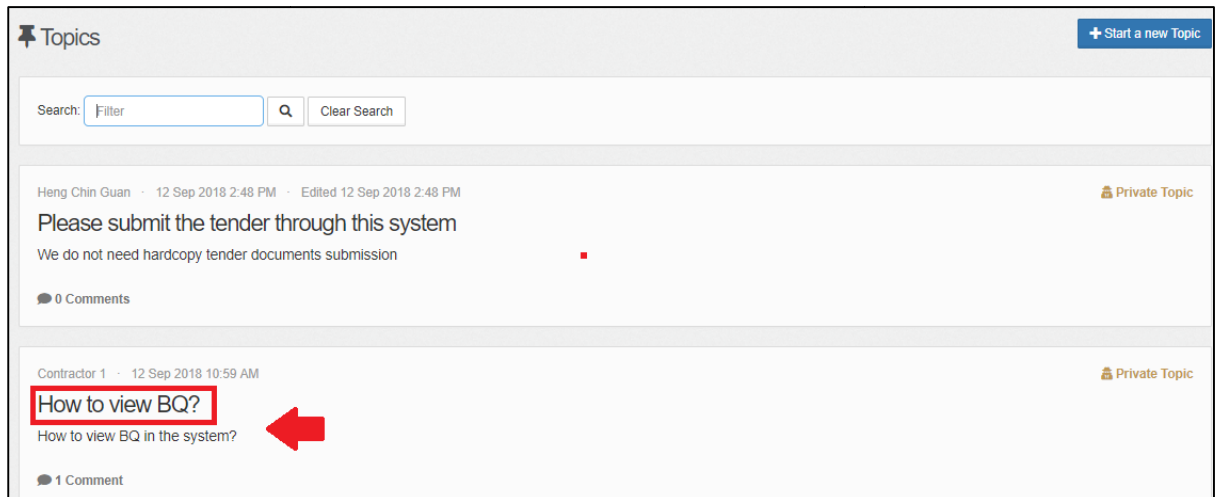 Topics
+ Start a new Topic
Search: Filter Clear Search
Heng Chin Guan · 12 Sep 2018 2:48 PM · Edited 12 Sep 2018 2:48 PM
Private Topic
Please submit the tender through this system
We do not need hardcopy tender documents submission
0 Comments
Contractor 1 · 12 Sep 2018 10:59 AM
Private Topic
How to view BQ?
How to view BQ in the system?
1 Comment